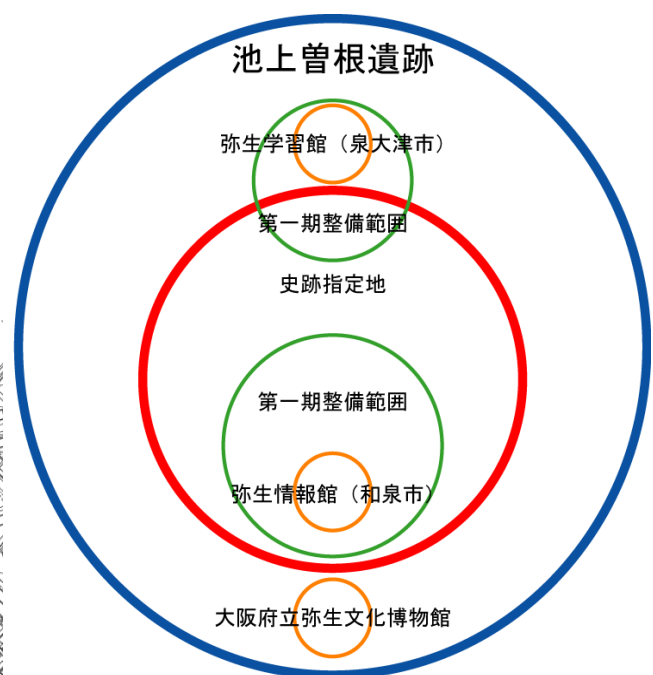 池上曽根遺跡
弥生学習館（泉大津市）
第一期整備範囲
史跡指定地
第一期整備範囲
弥生情報館（和泉市）
大阪府立弥生文化博物館